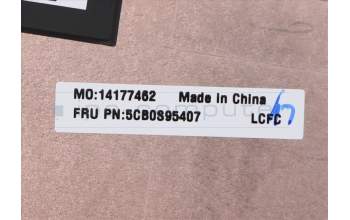 MO:14177462 Made in China
FRU PN:5CB0S95407 LCFC